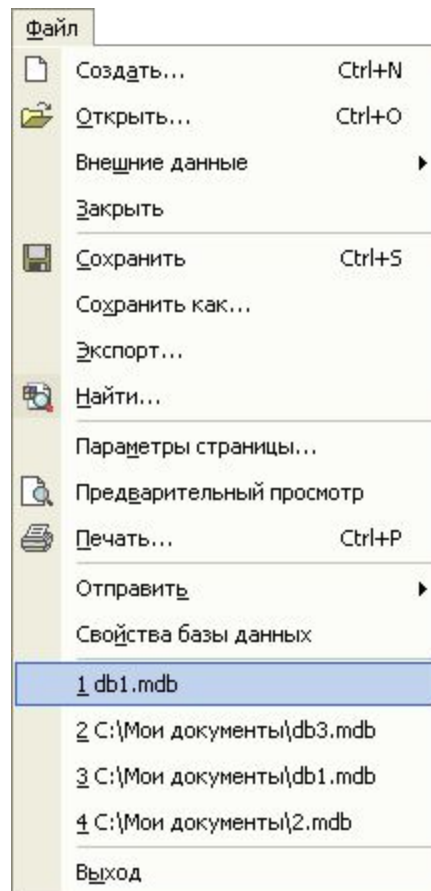 Файл
Создать... Ctrl+N
Открыть... Ctrl+O
Внешние данные
Закрыть
Сохранить Ctrl+S
Сохранить как...
Экспорт...
Найти...
Параметры страницы...
Предварительный просмотр
Печать... Ctrl+P
Отправить
Свойства базы данных
1 db1.mdb
2 C:\Мои документы\db3.mdb
3 C:\Мои документы\db1.mdb
4 C:\Мои документы\2.mdb
Выход